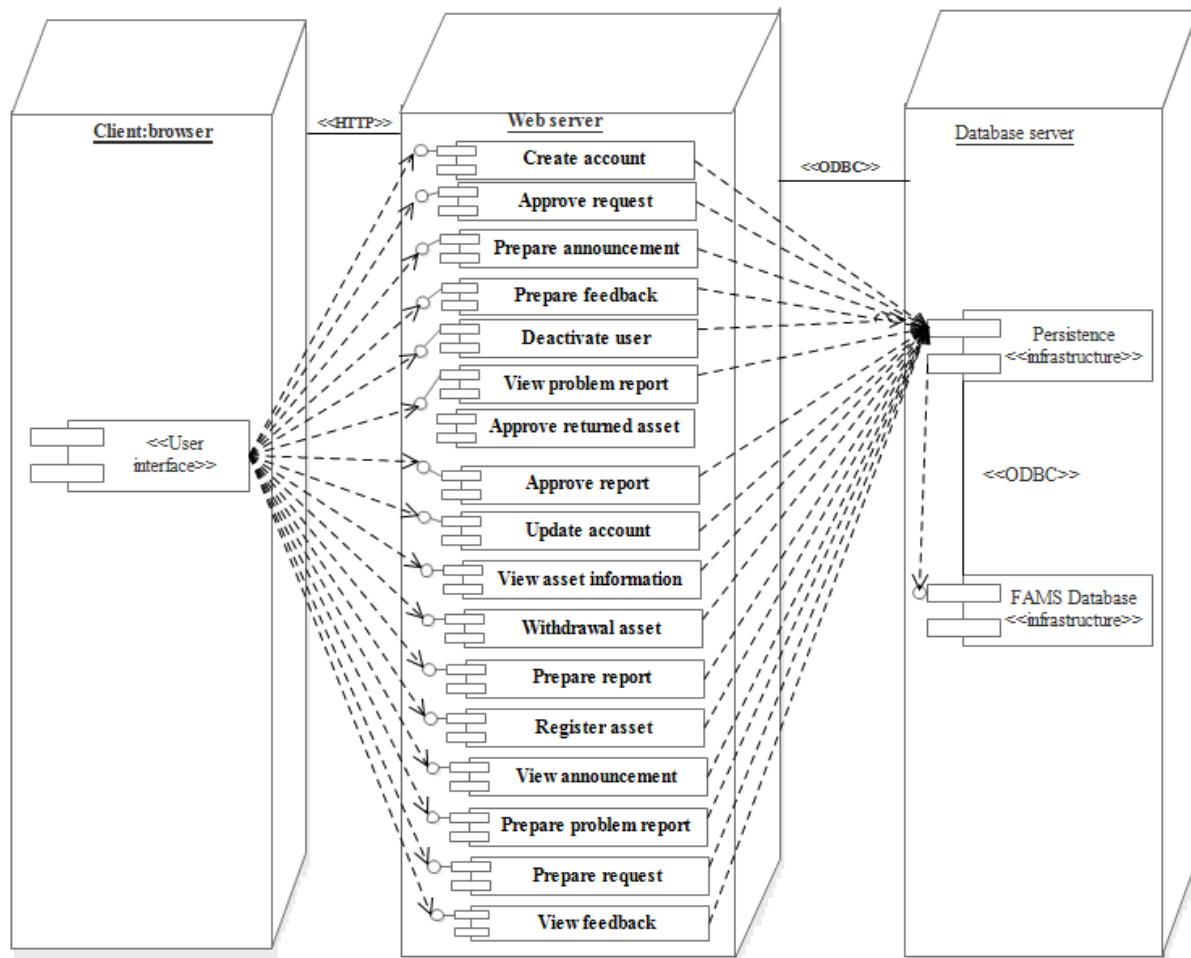 Client:browser
<<HTTP>>
Web server
<<ODBC>>
Database server
Create account
Approve request
Prepare announcement
Prepare feedback
Deactivate user
View problem report
Approve returned asset
Approve report
Update account
View asset information
Withdrawal asset
Prepare report
Register asset
View announcement
Prepare problem report
Prepare request
View feedback
<<User
interface>>
Persistence
<<infrastructure>>
<<ODBC>>
FAMS Database
<<infrastructure>>